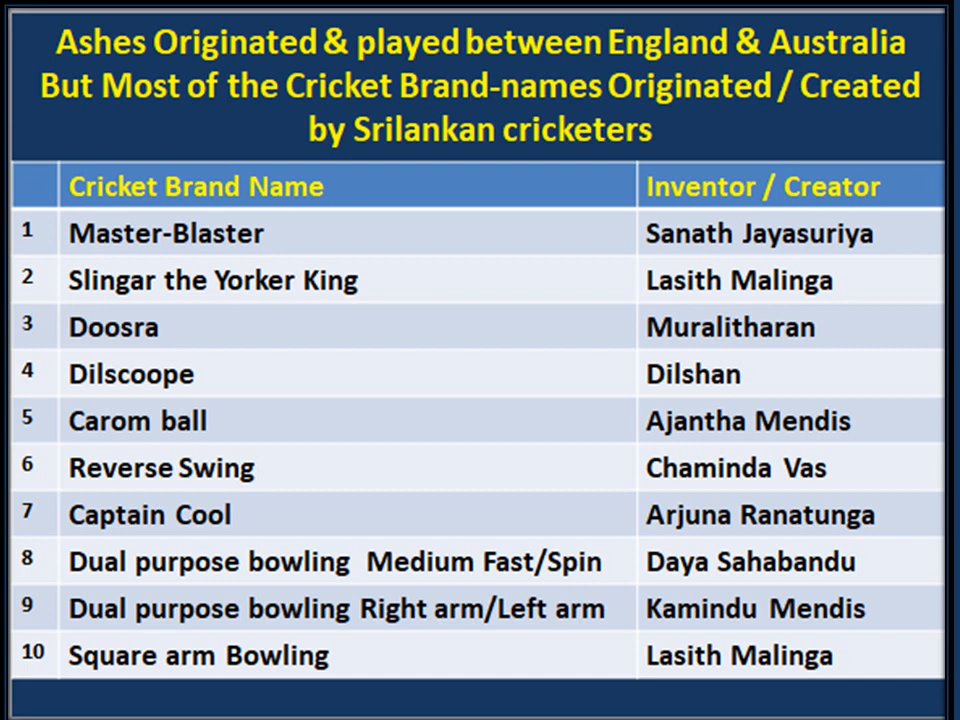 Ashes Originated & played between England & Australia
But Most of the Cricket Brand-names Originated / Created
by Srilankan cricketers
Cricket Brand Name Inventor / Creator
1 Master-Blaster Sanath Jayasuriya
2 Slingar the Yorker King Lasith Malinga
3 Doosra Muralitharan
4 Dilscoope Dilshan
5 Carom ball Ajantha Mendis
6 Reverse Swing Chaminda Vas
7 Captain Cool Arjuna Ranatunga
8 Dual purpose bowling Medium Fast/Spin Daya Sahabandu
9 Dual purpose bowling Right arm/Left arm Kamindu Mendis
10 Square arm Bowling Lasith Malinga